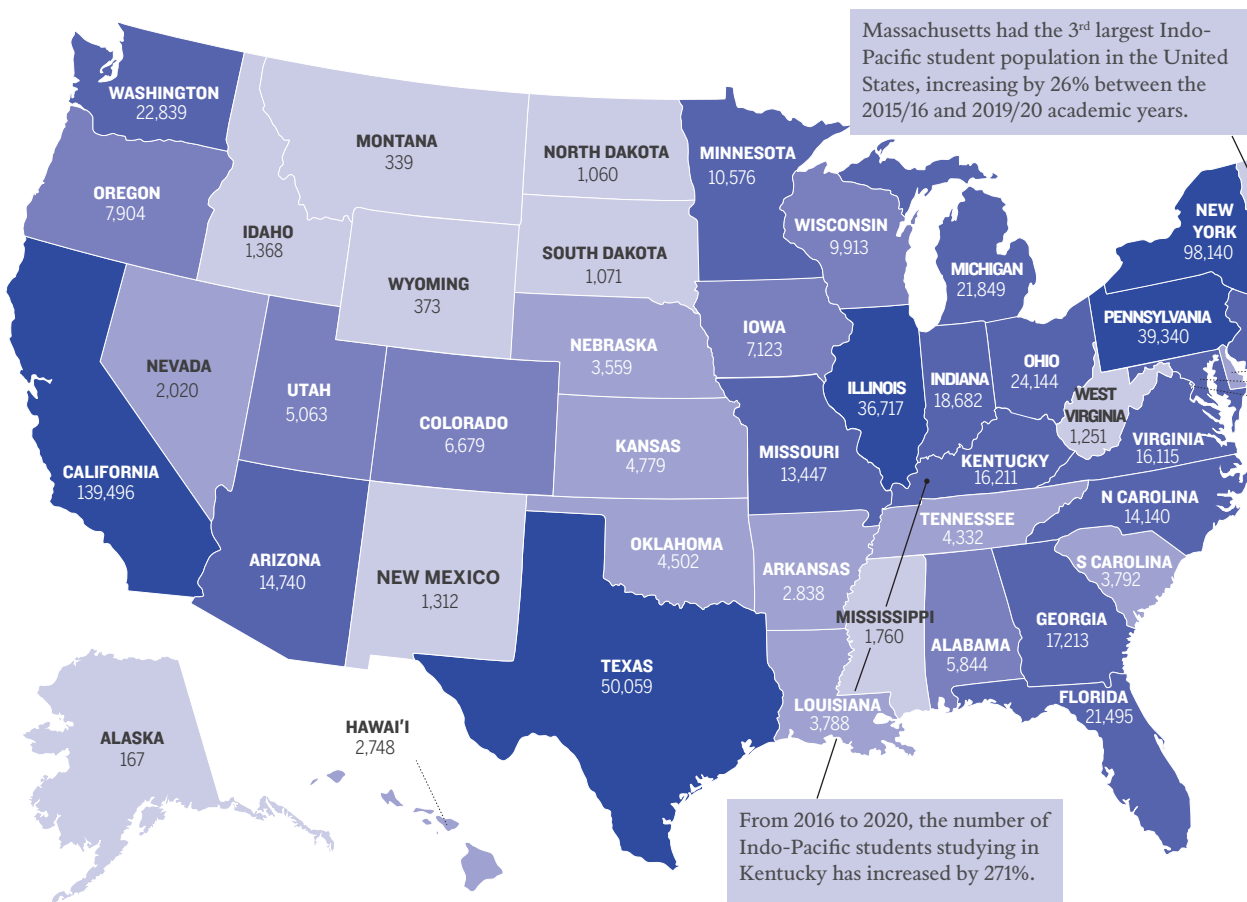 Massachusetts had the 3rd largest Indo-
Pacific student population in the United
States, increasing by 26% between the
2015/16 and 2019/20 academic years.
WASHINGTON
22,839
MONTANA
339
NORTH DAKOTA
1,060
MINNESOTA
10,576
OREGON
7,904
IDAHO
1,368
WISCONSIN
9,913
NEW
YORK
98,140
SOUTH DAKOTA
1,071
MICHIGAN
21,849
WYOMING
373
PENNSYLVANIA
39,340
IOWA
7,123
NEBRASKA
3,559
NEVADA
2,020
OHIO
24,144
UTAH
5,063
ILLINOIS
36,717
INDIANA
18,682
WEST
VIRGINIA
1,251
COLORADO
6,679
KANSAS
4,779
MISSOURI
13,447
VIRGINIA
16,115
KENTUCKY
16,211
CALIFORNIA
139,496
N CAROLINA
14,140
TENNESSEE
4,332
OKLAHOMA
4,502
ARIZONA
14,740
S CAROLINA
3,792
ARKANSAS
2.838
NEW MEXICO
1,312
MISSISSIPPI
1,760
GEORGIA
17,213
ALABAMA
5,844
TEXAS
50,059
FLORIDA
21,495
LOUISIANA
3,788
HAWAI'I
2,748
ALASKA
167
From 2016 to 2020, the number of
Indo-Pacific students studying in
Kentucky has increased by 271%.